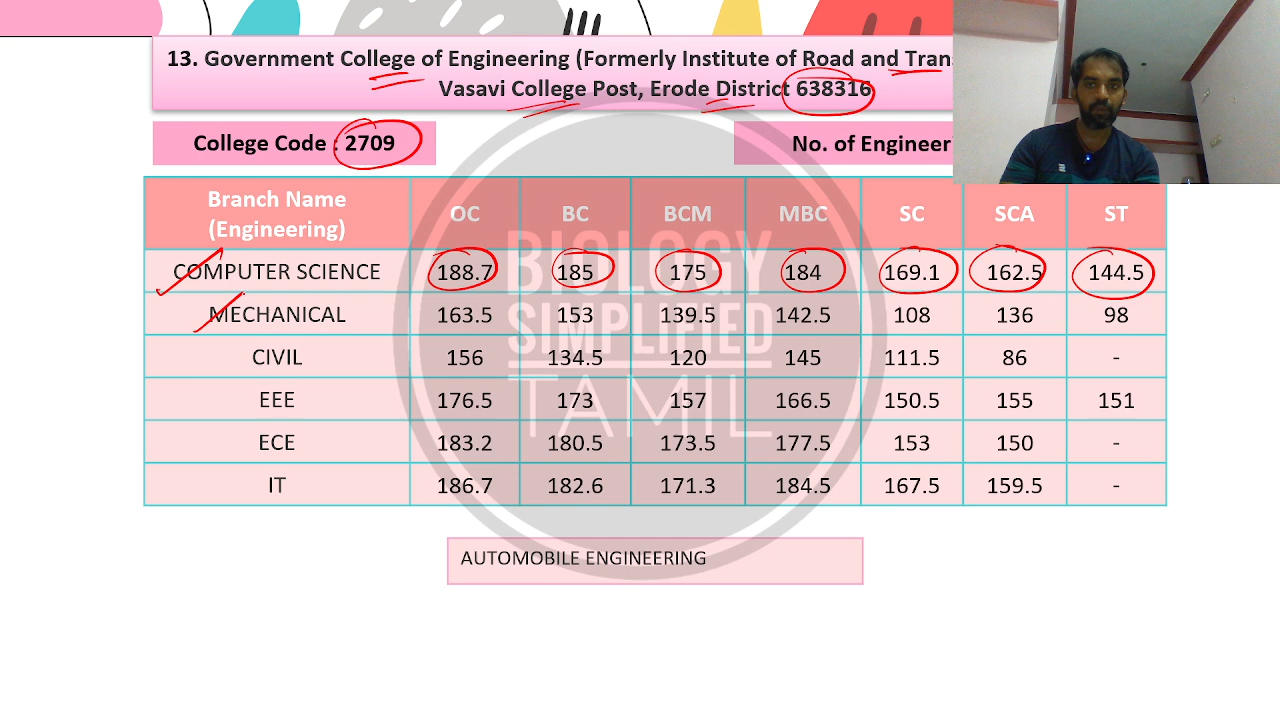 13. Government College of Engineering (Formerly Institute of Road and Tran
Vasavi College Post, Erode District 638316
College Code : 2709
No. of Engineer
Branch Name (Engineering) OC BC BCM MBC SC SCA ST
COMPUTER SCIENCE 188.7 185 175 184 169.1 162.5 144.5
MECHANICAL 163.5 153 139.5 142.5 108 136 98
CIVIL 156 134.5 120 145 111.5 86 -
EEE 176.5 173 157 166.5 150.5 155 151
ECE 183.2 180.5 173.5 177.5 153 150 -
IT 186.7 182.6 171.3 184.5 167.5 159.5 -
AUTOMOBILE ENGINEERING
BIOLOGY
SIMPLIFIED
TAMIL